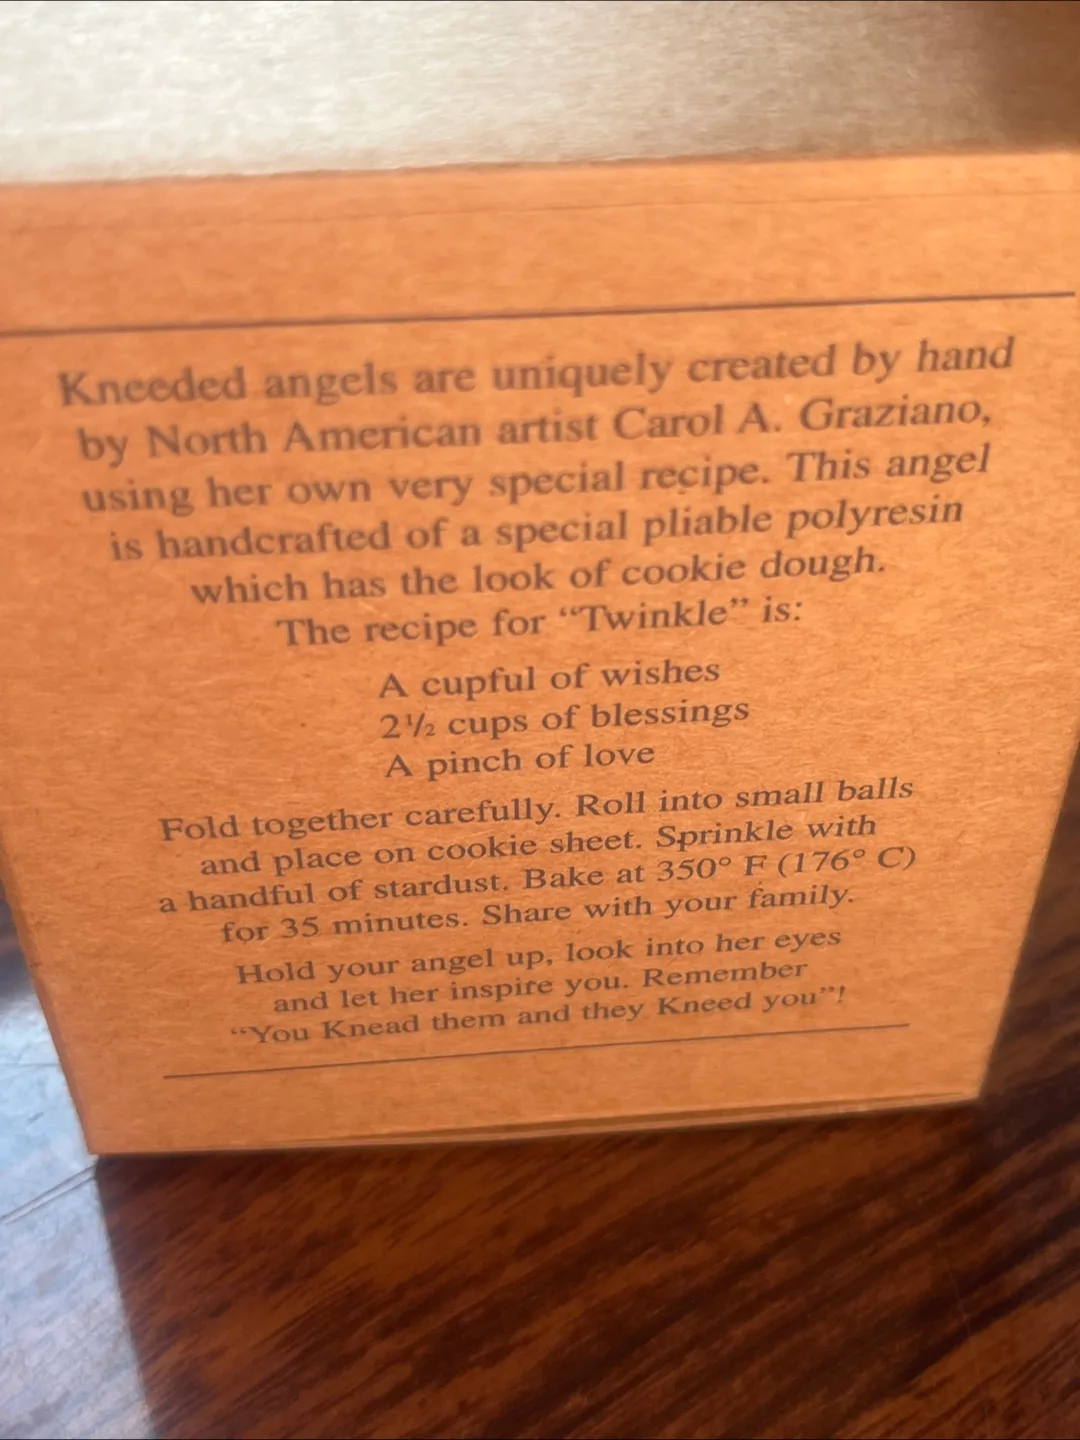 Kneeded angels are uniquely created by hand
by North American artist Carol A. Graziano,
using her own very special recipe. This angel
is handcrafted of a special pliable polyresin
which has the look of cookie dough.
The recipe for “Twinkle” is:
A cupful of wishes
2½ cups of blessings
A pinch of love
Fold together carefully. Roll into small balls
and place on cookie sheet. Sprinkle with
a handful of stardust. Bake at 350° F (176° C)
for 35 minutes. Share with your family.
Hold your angel up, look into her eyes
and let her inspire you. Remember
“You Knead them and they Kneed you”!